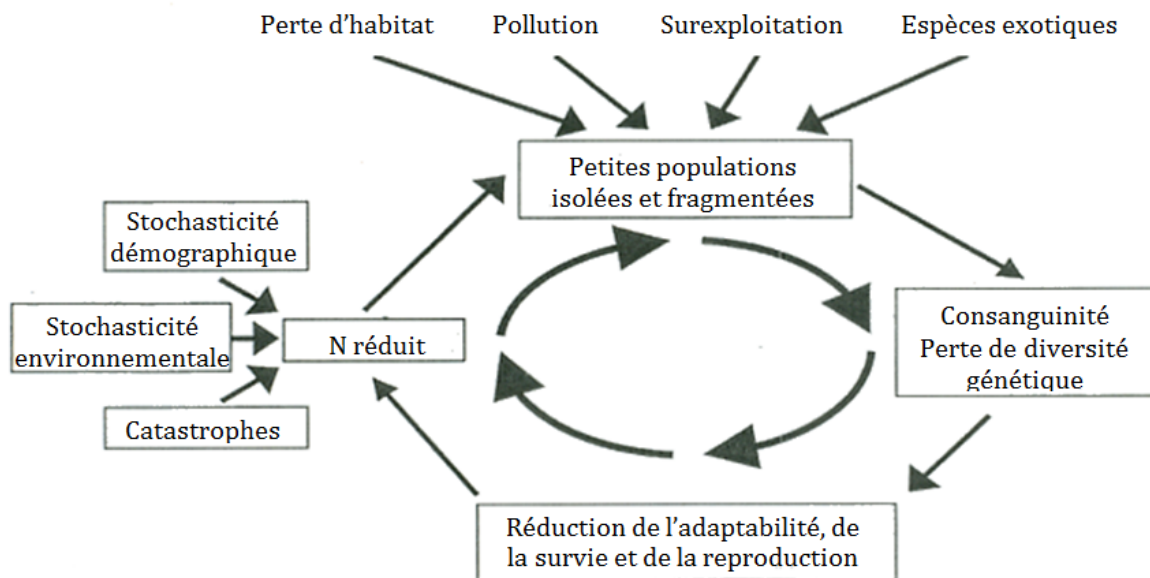 Perte d'habitat Pollution Surexploitation Espèces exotiques
Petites populations
isolées et fragmentées
Stochasticité
démographique
Stochasticité
environnementale
N réduit
Catastrophes
Consanguinité
Perte de diversité
génétique
Réduction de l'adaptabilité, de
la survie et de la reproduction